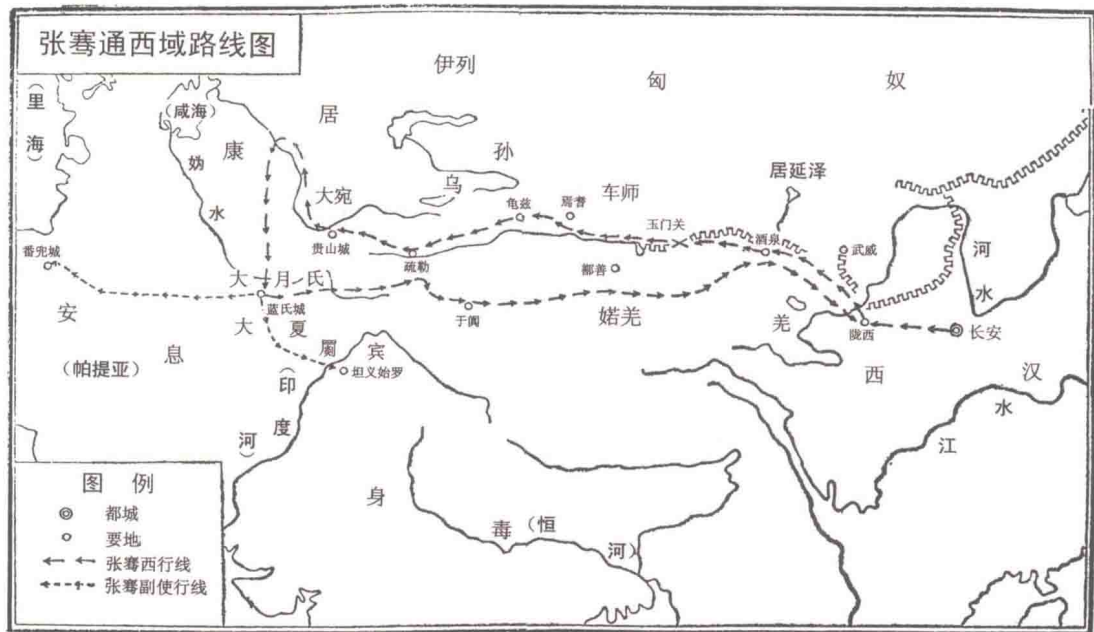 张骞通西域路线图
伊列
匈
奴
(里海)
(咸海)
居
康
妫水
乌
孙
大宛
车师
居延泽
龟兹
焉耆
玉门关
酒泉
武威
河水
贵山城
疏勒
鄯善
番兜城
大月氏
蓝氏城
于阗
婼羌
羌
陇西
长安
安
息
(帕提亚)
大夏
罽宾
坦义始罗
西
汉
(印度河)
江
水
身
毒
(恒河)
图 例
都城
要地
张骞西行线
张骞副使行线